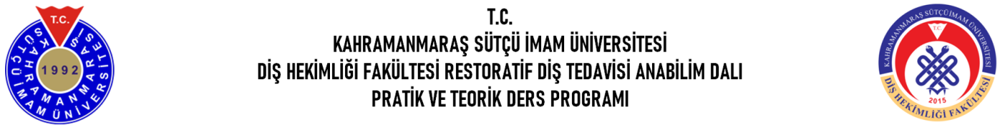 T.C.
KAHRAMANMARAŞ SÜTÇÜ İMAM ÜNİVERSİTESİ
1992
T.C.
KAHRAMANMARAŞ SÜTÇÜ İMAM ÜNİVERSİTESİ
DİŞ HEKİMLİĞİ FAKÜLTESİ RESTORATİF DİŞ TEDAVİSİ ANABİLİM DALI
PRATİK VE TEORİK DERS PROGRAMI
KAHRAMANMARAŞ SÜTÇÜ İMAM ÜNİVERSİTESİ
T.C.
2015
DİŞ HEKİMLİĞİ FAKÜLTESİ